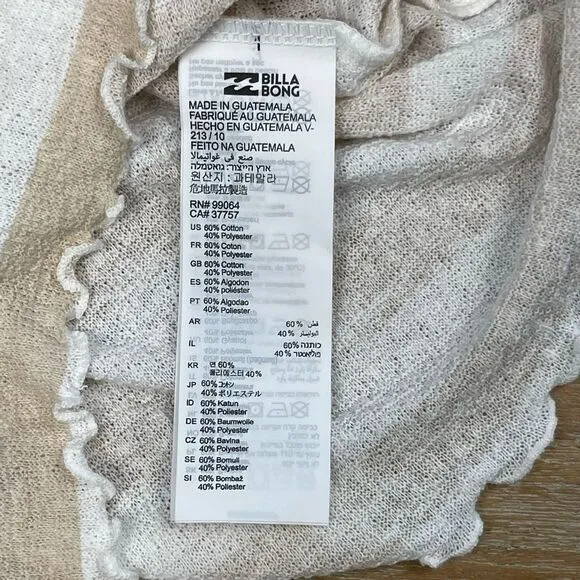 BILLA
BONG
MADE IN GUATEMALA
FABRIQUÉ AU GUATEMALA
HECHO EN GUATEMALA V-
213 / 10
FEITO NA GUATEMALA
صنع في غواتيمالا
ארץ הייצור: גואטמלה
원산지 : 과테말라
危地馬拉製造
RN# 99064
CA# 37757
US 60% Cotton
40% Polyester
FR 60% Coton
40% Polyester
GB 60% Cotton
40% Polyester
ES 60% Algodon
40% poliéster
PT 60% Algodao
40% Poliester
AR 60% قطن
40% البوليستر
IL 60% כותנה
40% פוליאסטר
KR 면 60%
폴리에스터 40%
JP 60% コットン
40% ポリエステル
ID 60% Katun
40% Poliester
DE 60% Baumwolle
40% Polyester
CZ 60% Bavlna
40% Polyester
SE 60% Bomull
40% Polyester
SI 60% Bombaž
40% Poliester